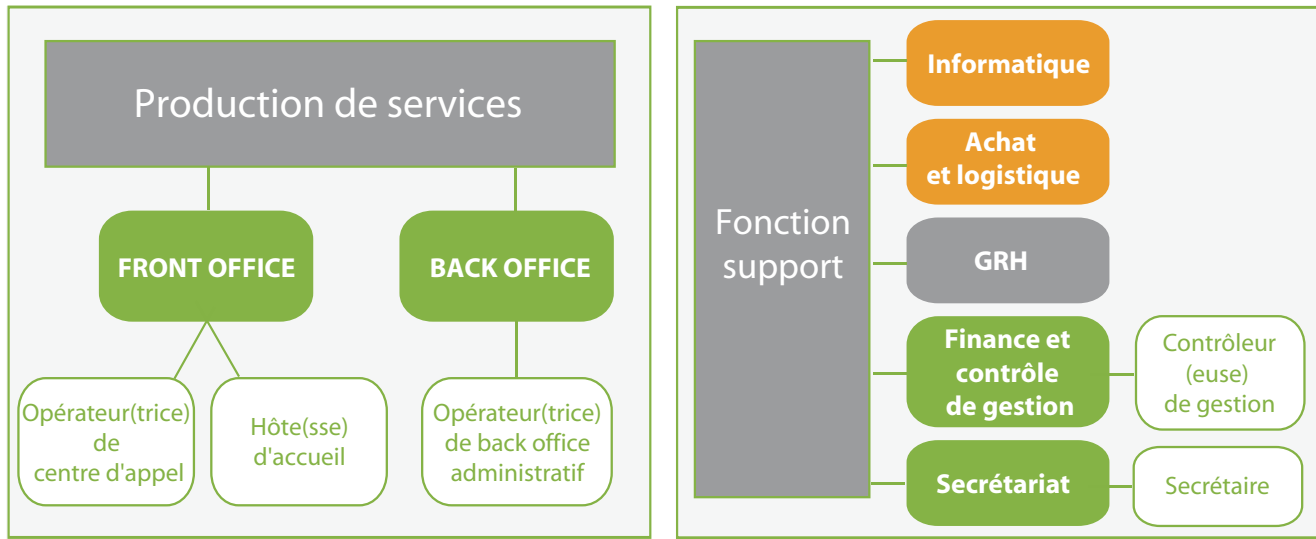 Production de services
FRONT OFFICE
BACK OFFICE
Opérateur(trice)
de
centre d'appel
Hôte(sse)
d'accueil
Opérateur(trice)
de back office
administratif
Fonction
support
Informatique
Achat
et logistique
GRH
Finance et
contrôle
de gestion
Contrôleur
(euse)
de gestion
Secrétariat
Secrétaire